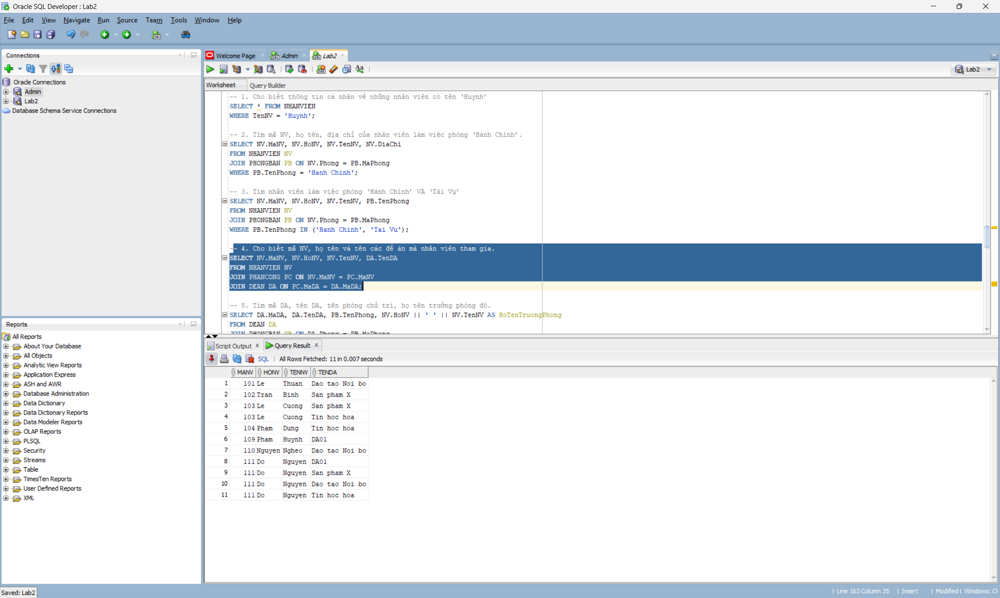 Oracle SQL Developer : Lab2
File Edit View Navigate Run Source Team Tools Window Help
Connections
Oracle Connections
Admin
Lab2
Database Schema Service Connections
Reports
All Reports
About Your Database
All Objects
Analytic View Reports
Application Express
ASH and AWR
Database Administration
Data Dictionary
Data Dictionary Reports
Data Modeler Reports
OLAP Reports
PLSQL
Security
Streams
Table
TimesTen Reports
User Defined Reports
XML
Welcome Page Admin Lab2
Lab2
Worksheet Query Builder
-- 1. Cho biết thông tin cá nhân về những nhân viên có tên ‘Huynh’
SELECT * FROM NHANVIEN
WHERE TenNV = 'Huynh';
-- 2. Tìm mã NV, họ tên, địa chỉ của nhân viên làm việc phòng ‘Hành Chính’.
SELECT NV.MaNV, NV.HoNV, NV.TenNV, NV.DiaChi
FROM NHANVIEN NV
JOIN PHONGBAN PB ON NV.Phong = PB.MaPhong
WHERE PB.TenPhong = 'Hanh Chinh';
-- 3. Tìm nhân viên làm việc phòng ‘Hành Chính’ VÀ ‘Tài Vụ’
SELECT NV.MaNV, NV.HoNV, NV.TenNV, PB.TenPhong
FROM NHANVIEN NV
JOIN PHONGBAN PB ON NV.Phong = PB.MaPhong
WHERE PB.TenPhong IN ('Hanh Chinh', 'Tai Vu');
-- 4. Cho biết mã NV, họ tên và tên các đề án mà nhân viên tham gia.
SELECT NV.MaNV, NV.HoNV, NV.TenNV, DA.TenDA
FROM NHANVIEN NV
JOIN PHANCONG PC ON NV.MaNV = PC.MaNV
JOIN DEAN DA ON PC.MaDA = DA.MaDA;
-- 5. Tìm mã DA, tên DA, tên phòng chủ trì, họ tên trưởng phòng đó.
SELECT DA.MaDA, DA.TenDA, PB.TenPhong, NV.HoNV || ' ' || NV.TenNV AS HoTenTruongPhong
FROM DEAN DA
JOIN PHONGBAN PB ON DA.Phong = PB.MaPhong
Script Output Query Result
SQL All Rows Fetched: 11 in 0.007 seconds
MANV HONV TENNV TENDA
1 101 Le Thuan Dao tao Noi bo
2 102 Tran Binh San pham X
3 103 Le Cuong San pham X
4 103 Le Cuong Tin hoc hoa
5 104 Pham Dung Tin hoc hoa
6 109 Pham Huynh DA01
7 110 Nguyen Ngheo Dao tao Noi bo
8 111 Do Nguyen DA01
9 111 Do Nguyen San pham X
10 111 Do Nguyen Dao tao Noi bo
11 111 Do Nguyen Tin hoc hoa
Saved: Lab2
| Line 163 Column 35 | Insert | Modified | Windows: C